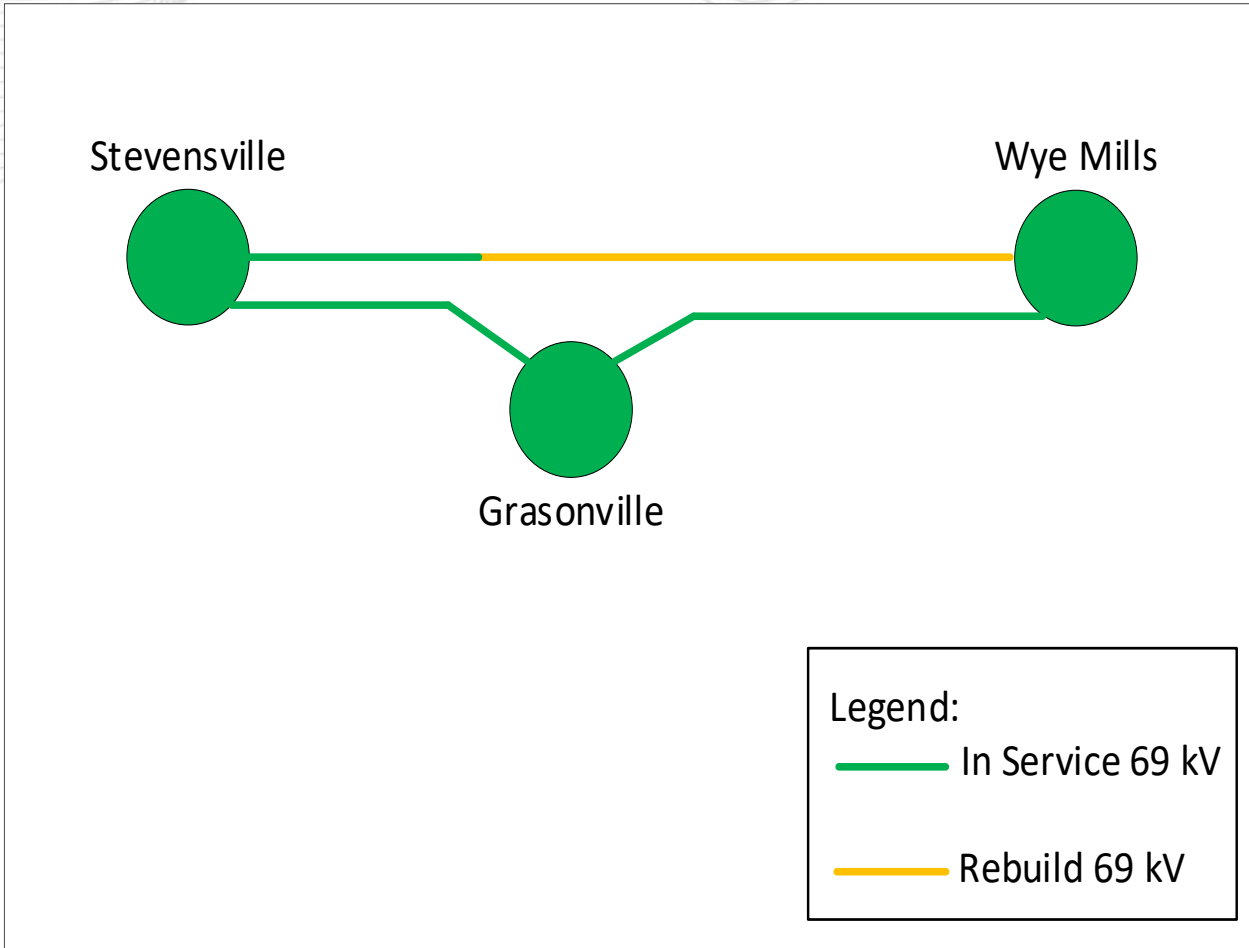 Stevensville
Wye Mills
Grasonville
Legend:
In Service 69 kV
Rebuild 69 kV